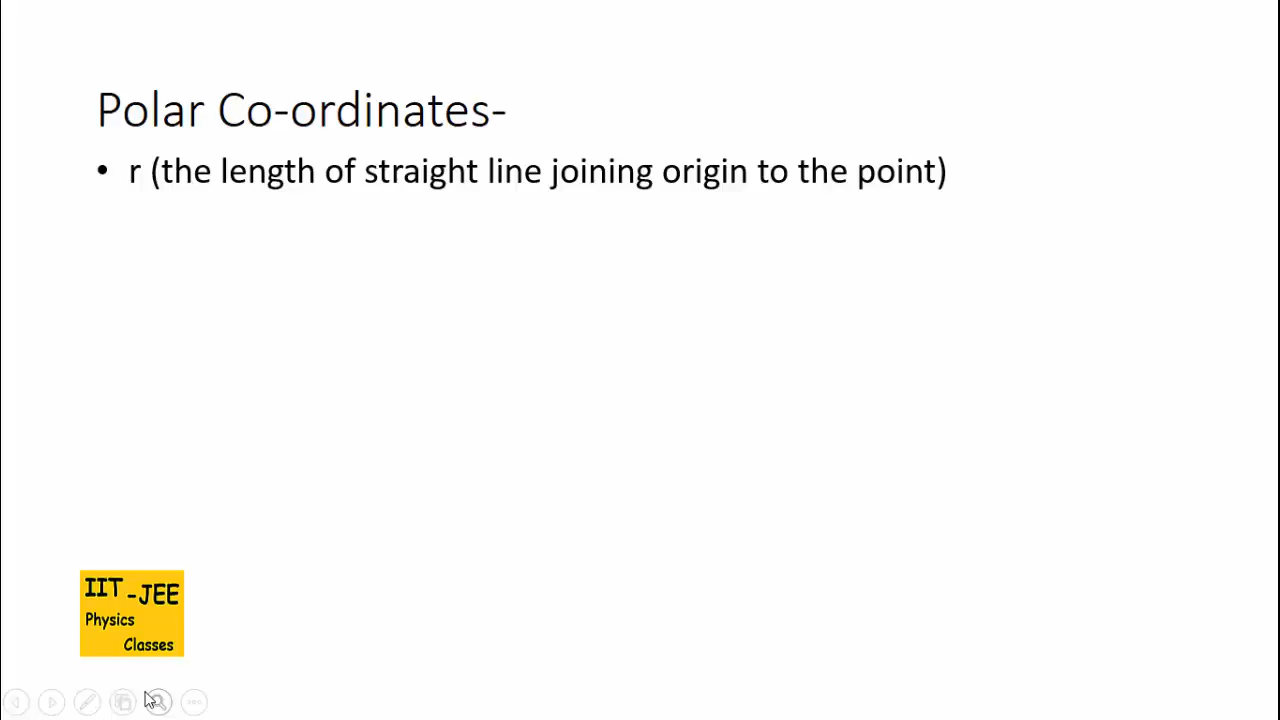 Polar Co-ordinates-
• r (the length of straight line joining origin to the point)
IIT -JEE
Physics
Classes